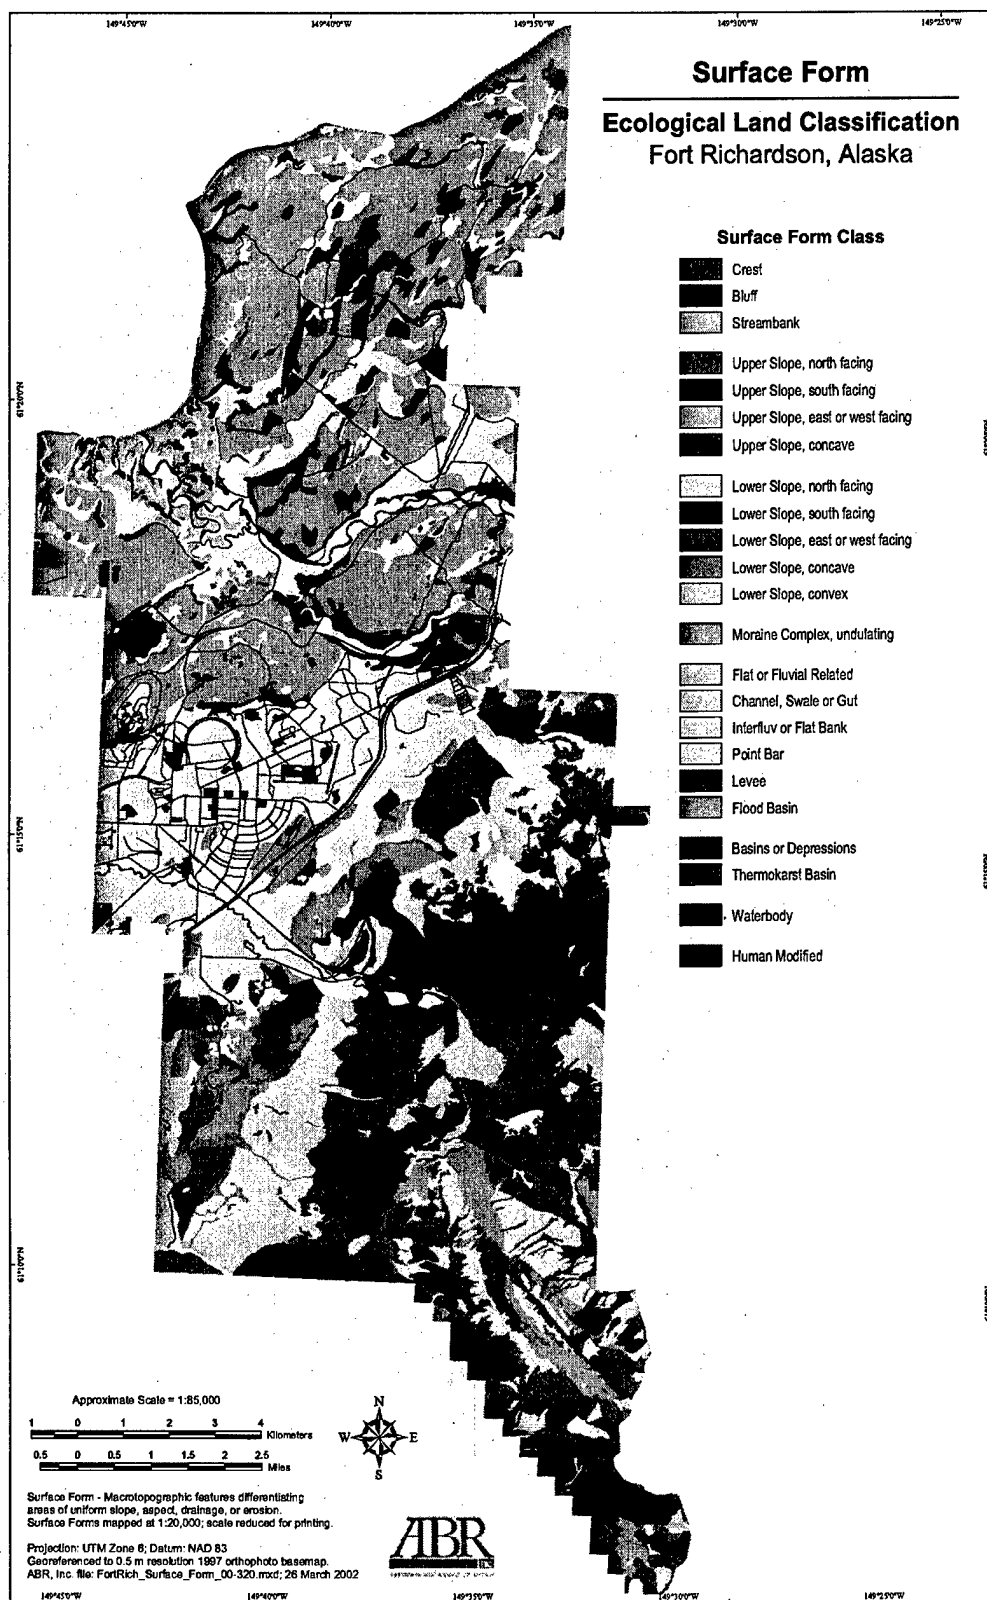 149°45'0"W 149°40'0"W 149°35'0"W 149°30'0"W 149°25'0"W
Surface Form
Ecological Land Classification
Fort Richardson, Alaska
Surface Form Class
Crest
Bluff
Streambank
Upper Slope, north facing
Upper Slope, south facing
Upper Slope, east or west facing
Upper Slope, concave
Lower Slope, north facing
Lower Slope, south facing
Lower Slope, east or west facing
Lower Slope, concave
Lower Slope, convex
Moraine Complex, undulating
Flat or Fluvial Related
Channel, Swale or Gut
Interfluv or Flat Bank
Point Bar
Levee
Flood Basin
Basins or Depressions
Thermokarst Basin
Waterbody
Human Modified
61°20'0"N
61°15'0"N
61°10'0"N
Approximate Scale = 1:85,000
1 0 1 2 3 4
Kilometers
0.5 0 0.5 1 1.5 2 2.5
Miles
N
W E
S
Surface Form - Macrotopographic features differentiating
areas of uniform slope, aspect, drainage, or erosion.
Surface Forms mapped at 1:20,000; scale reduced for printing.
Projection: UTM Zone 6; Datum: NAD 83
Georeferenced to 0.5 m resolution 1997 orthophoto basemap.
ABR, Inc. file: FortRich_Surface_Form_00-320.mxd; 26 March 2002
ABR
149°45'0"W 149°40'0"W 149°35'0"W 149°30'0"W 149°25'0"W